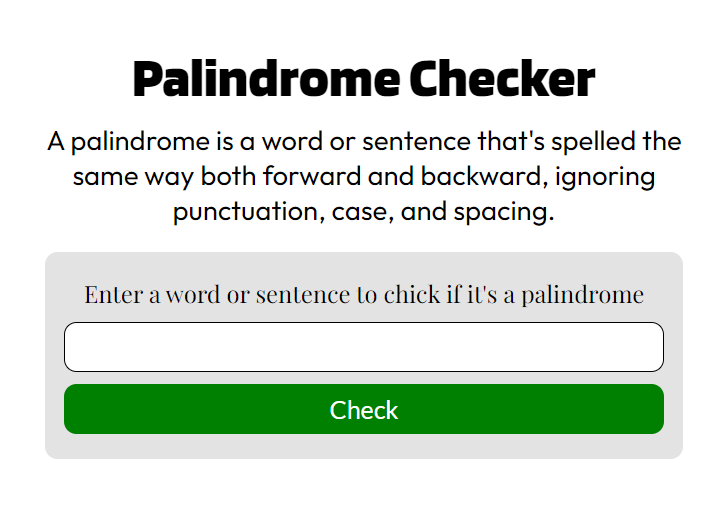 Palindrome Checker
A palindrome is a word or sentence that's spelled the
same way both forward and backward, ignoring
punctuation, case, and spacing.
Enter a word or sentence to chick if it's a palindrome
Check